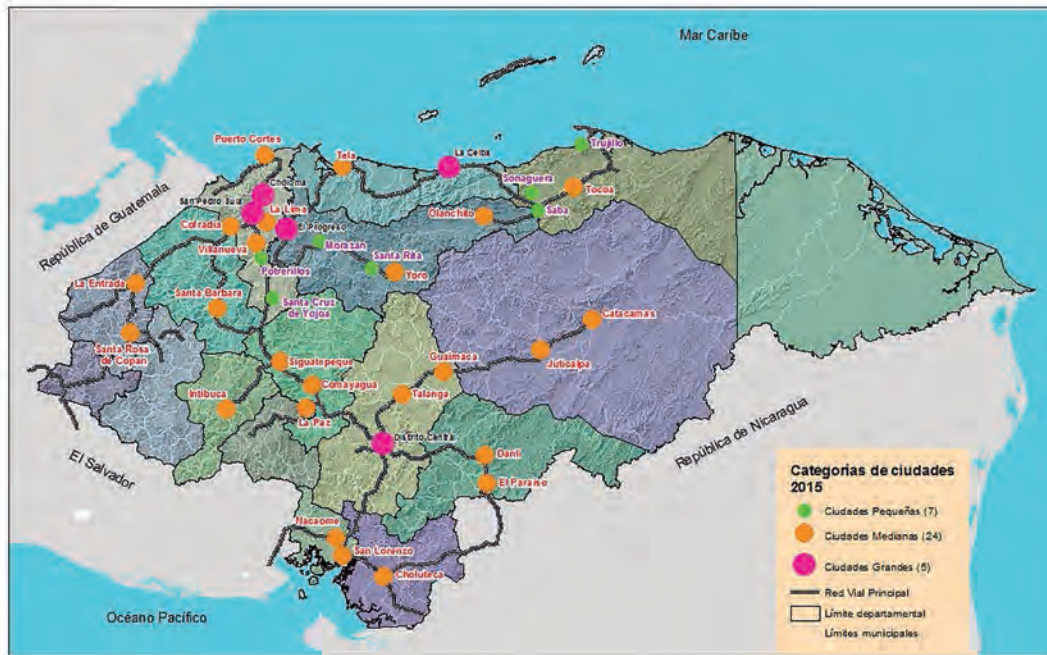 Mar Caribe
Puerto Cortes
Tela
La Ceiba
Trujillo
Choloma
San Pedro Sula
La Lima
Cofradia
El Progreso
Villanueva
Morazán
Potrerillos
Santa Rita
Yoro
Sonaguera
Tocoa
Olanchito
Saba
República de Guatemala
La Entrada
Santa Barbara
Santa Cruz
de Yojoa
Santa Rosa
de Copan
Catacamas
Juticalpa
Guaimaca
Talanga
Siguatepeque
Comayagua
Intibuca
La Paz
Distrito Central
Danli
El Paraiso
El Salvador
República de Nicaragua
Nacaome
San Lorenzo
Choluteca
Océano Pacífico
Categorias de ciudades
2015
Ciudades Pequeñas (7)
Ciudades Medianas (24)
Ciudades Grandes (5)
Red Vial Principal
Límite departamental
Límites municipales